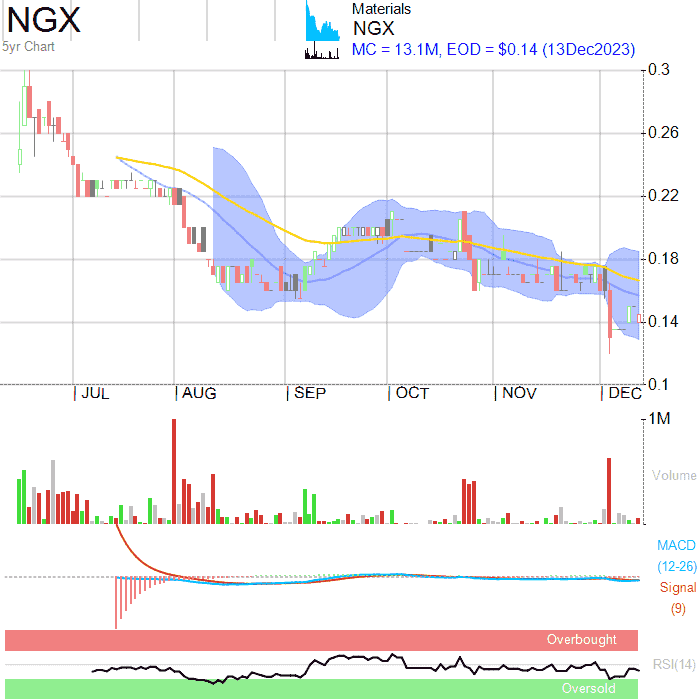 NGX
5yr Chart
Materials
NGX
MC = 13.1M, EOD = $0.14 (13Dec2023)
0.3
0.26
0.22
0.18
0.14
0.1
JUL AUG SEP OCT NOV DEC
1M
Volume
MACD
(12-26)
Signal
(9)
Overbought
RSI(14)
Oversold